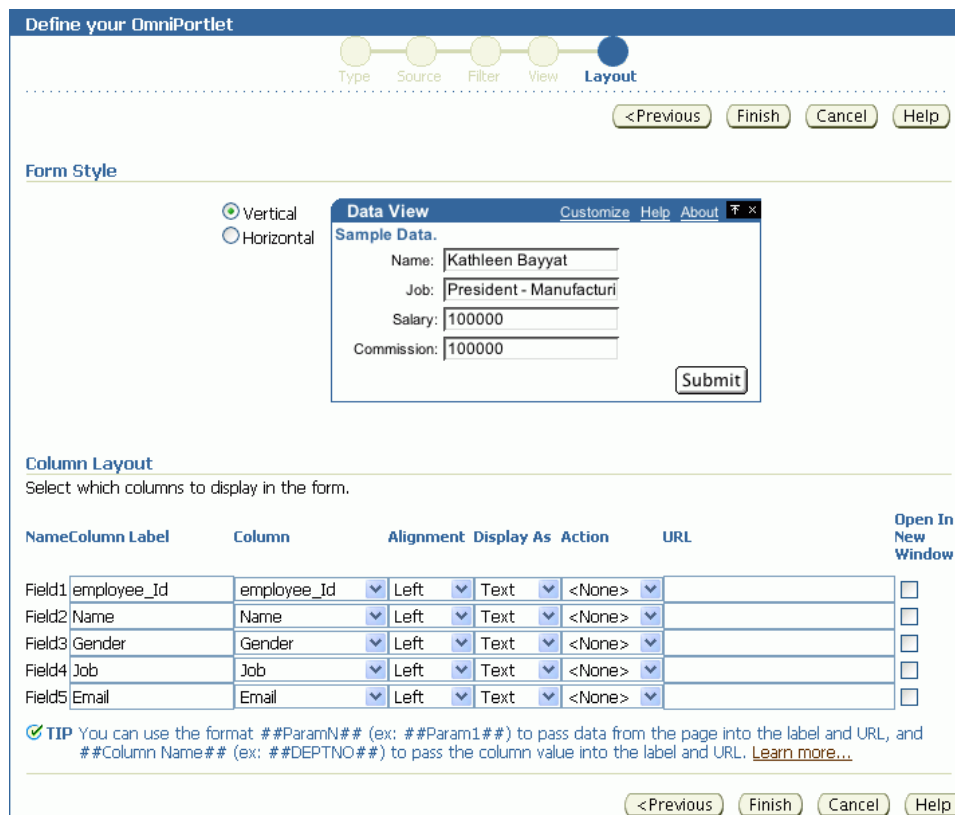 Define your OmniPortlet
Type Source Filter View Layout
<Previous Finish Cancel Help
Form Style
Vertical
Horizontal
Data View Customize Help About
Sample Data.
Name: Kathleen Bayyat
Job: President - Manufacturi
Salary: 100000
Commission: 100000
Submit
Column Layout
Select which columns to display in the form.
Name Column Label Column Alignment Display As Action URL Open In New Window
Field1 employee_Id employee_Id Left Text <None>
Field2 Name Name Left Text <None>
Field3 Gender Gender Left Text <None>
Field4 Job Job Left Text <None>
Field5 Email Email Left Text <None>
TIP You can use the format ##ParamN## (ex: ##Param1##) to pass data from the page into the label and URL, and
##Column Name## (ex: ##DEPTNO##) to pass the column value into the label and URL. Learn more...
<Previous Finish Cancel Help